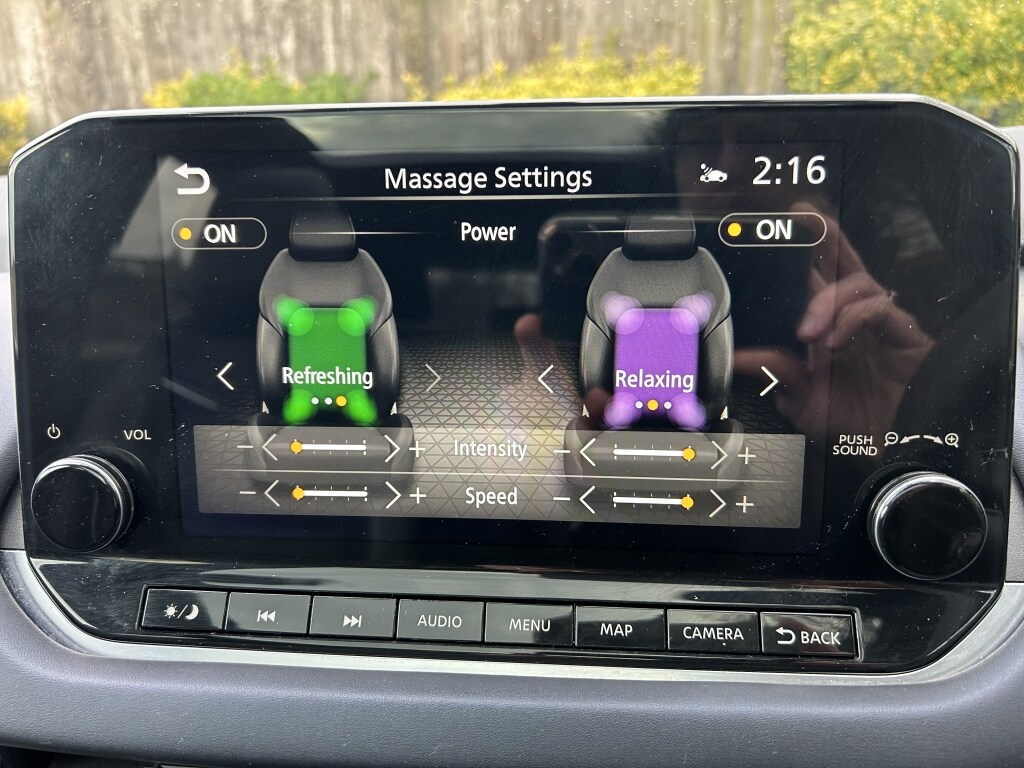 Massage Settings 2:16
ON Power ON
Refreshing Relaxing
VOL PUSH
SOUND
− + Intensity − +
− + Speed − +
AUDIO MENU MAP CAMERA BACK